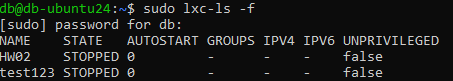 db@db-ubuntu24:~$ sudo lxc-ls -f
[sudo] password for db:
NAME    STATE   AUTOSTART GROUPS IPV4 IPV6 UNPRIVILEGED
HW02    STOPPED 0         -      -    -    false
test123 STOPPED 0         -      -    -    false